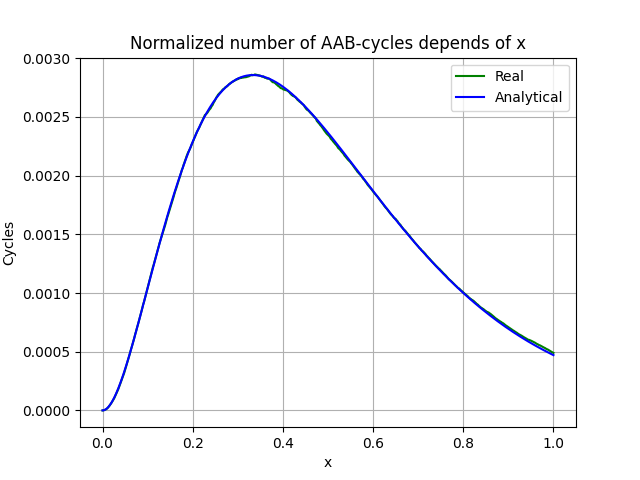 Normalized number of AAB-cycles depends of x
Real
Analytical
Cycles
0.0030
0.0025
0.0020
0.0015
0.0010
0.0005
0.0000
0.0
0.2
0.4
0.6
0.8
1.0
x